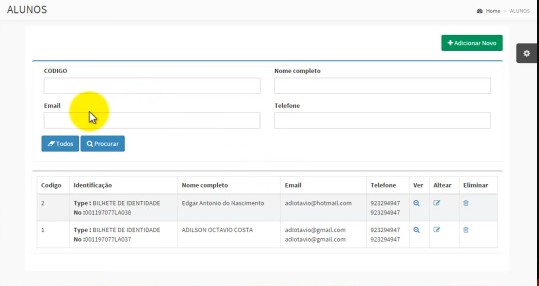 ALUNOS
Home > ALUNOS
+ Adicionar Novo
CODIGO
Nome completo
Email
Telefone
Todos
Procurar
Codigo Identificação Nome completo Email Telefone Ver Altear Eliminar
2 Type : BILHETE DE IDENTIDADE Edgar Antonio do Nascimento adiotavio@hotmail.com 923294947
No :001197077LA038 923294947
1 Type : BILHETE DE IDENTIDADE ADILSON OCTAVIO COSTA adiotavio@gmail.com 923294947
No :001197077LA037 adiotavio@gmail.com 923294947